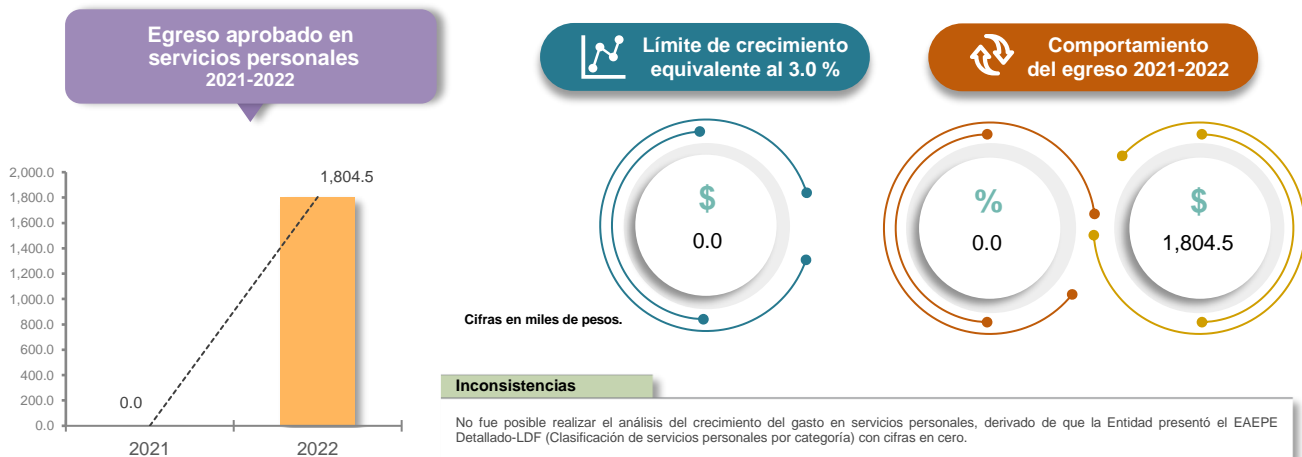 Egreso aprobado en
servicios personales
2021-2022
Límite de crecimiento
equivalente al 3.0 %
Comportamiento
del egreso 2021-2022
2,000.0
1,800.0
1,600.0
1,400.0
1,200.0
1,000.0
800.0
600.0
400.0
200.0
0.0
0.0
1,804.5
2021
2022
$
0.0
%
0.0
$
1,804.5
Cifras en miles de pesos.
Inconsistencias
No fue posible realizar el análisis del crecimiento del gasto en servicios personales, derivado de que la Entidad presentó el EAEPE
Detallado-LDF (Clasificación de servicios personales por categoría) con cifras en cero.